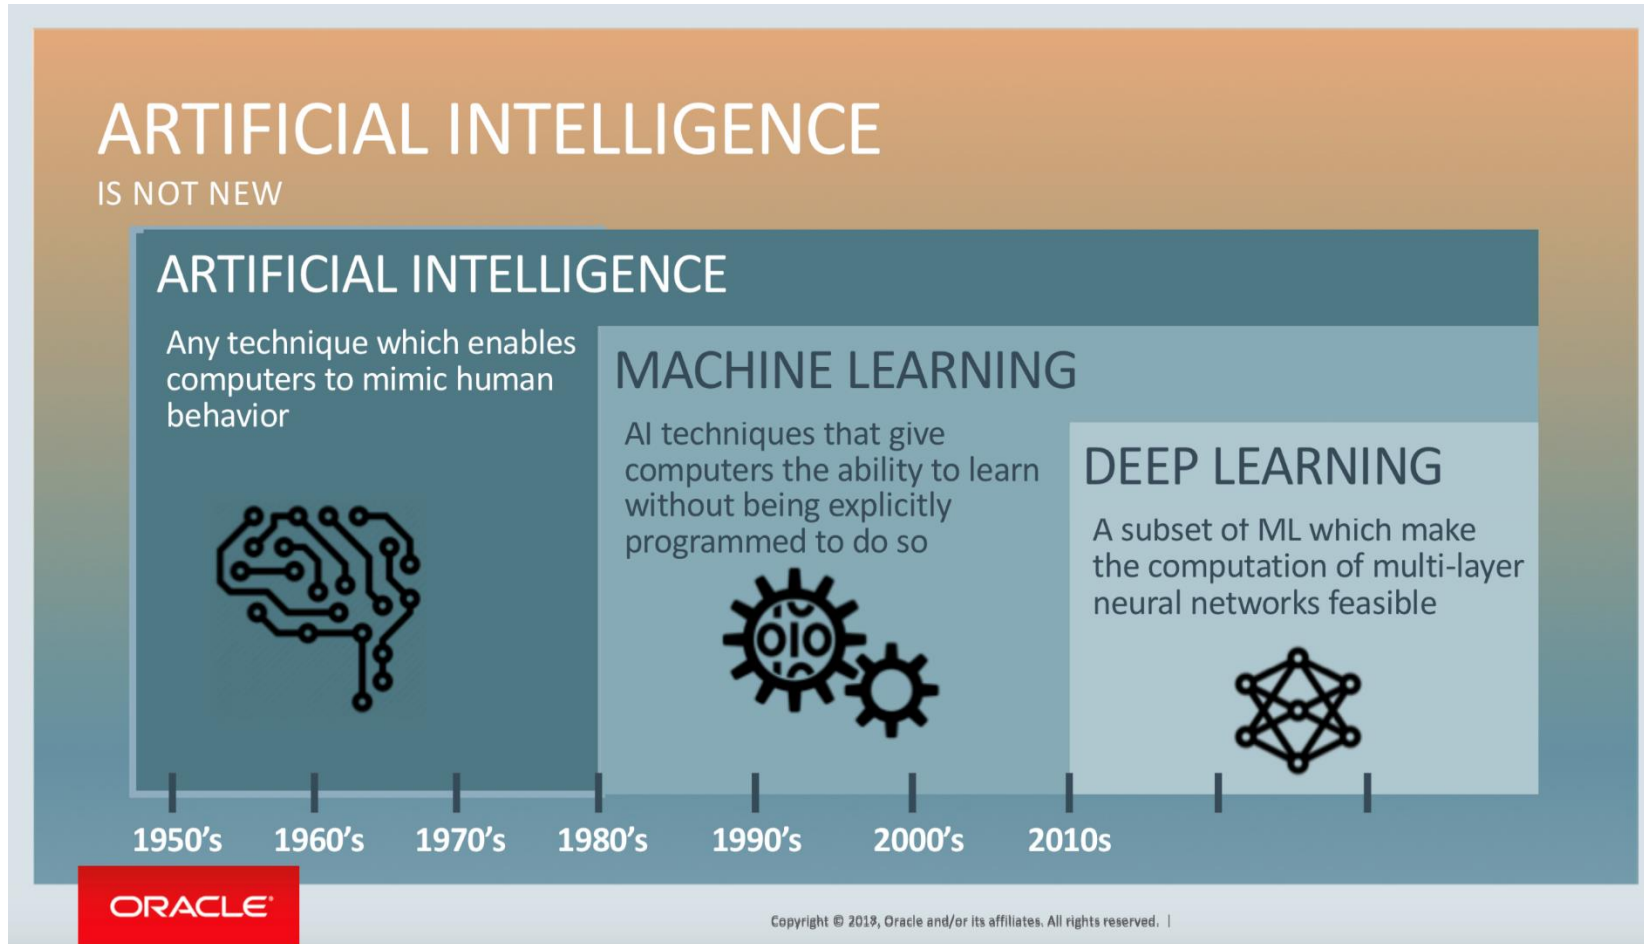 ARTIFICIAL INTELLIGENCE
IS NOT NEW
ARTIFICIAL INTELLIGENCE
Any technique which enables
computers to mimic human
behavior
MACHINE LEARNING
AI techniques that give
computers the ability to learn
without being explicitly
programmed to do so
OIO
DEEP LEARNING
A subset of ML which make
the computation of multi-layer
neural networks feasible
1950's 1960's 1970's 1980's 1990's 2000's 2010s
ORACLE®
Copyright © 2018, Oracle and/or its affiliates. All rights reserved. |